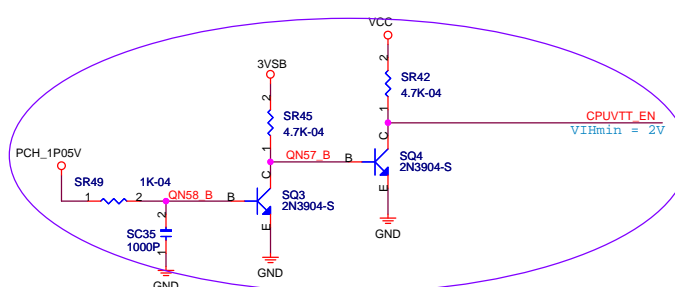 VCC
3VSB
2
SR42
4.7K-04
1
CPUVTT_EN
VIHmin = 2V
2
SR45
4.7K-04
1
QN57_B
B
C
E
SQ4
2N3904-S
GND
PCH_1P05V
SR49
1K-04
1
2
QN58_B
B
C
E
SQ3
2N3904-S
GND
2
SC35
1000P
1
GND